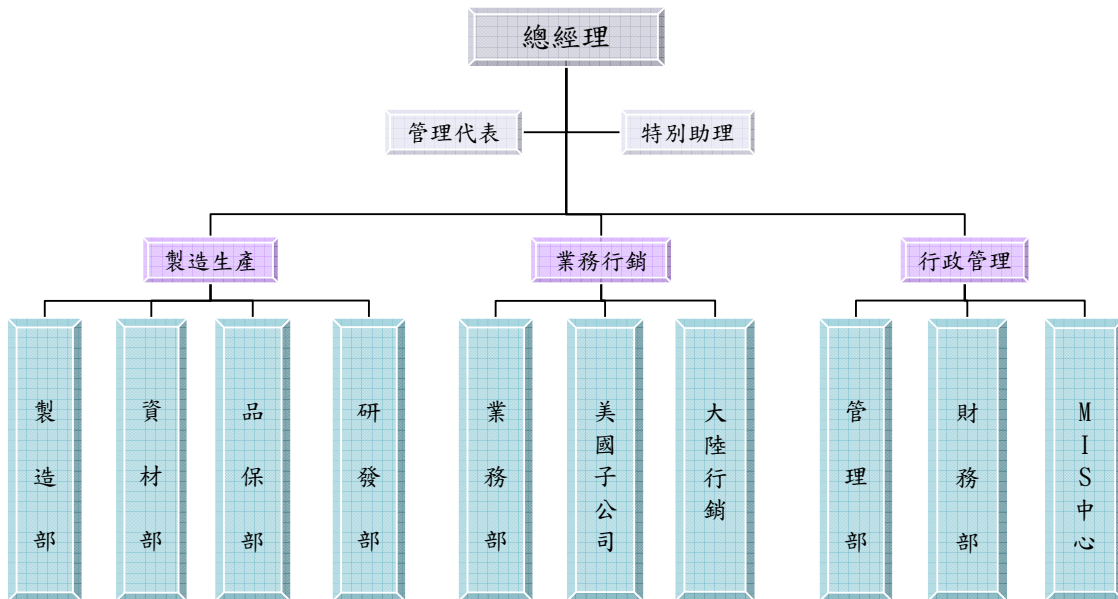 總經理
管理代表
特別助理
製造生產
業務行銷
行政管理
製造部
資材部
品保部
研發部
業務部
美國子公司
大陸行銷
管理部
財務部
MIS中心